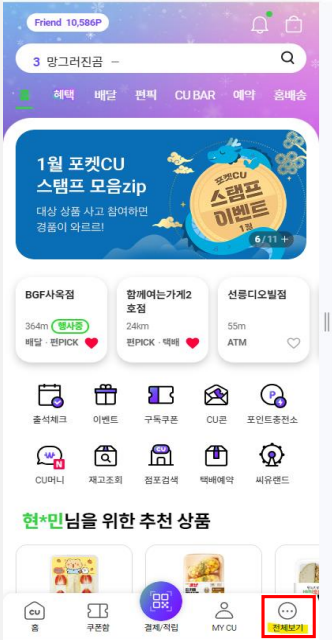 Friend 10,586P
3 망그러진곰 –
홈 혜택 배달 편픽 CU BAR 예약 홈배송
1월 포켓CU
스탬프 모음zip
대상 상품 사고 참여하면
경품이 와르르!
포켓CU
스탬프
이벤트
1월
6 / 11 +
BGF사옥점
364m 행사중
배달 · 편PICK
함께여는가게2
호점
24km
편PICK · 택배
선릉디오빌점
55m
ATM
출석체크 이벤트 구독쿠폰 CU콘 포인트충전소
N
CU머니 재고조회 점포검색 택배예약 씨유랜드
현*민님을 위한 추천 상품
홈 쿠폰함 결제/적립 MY CU 전체보기